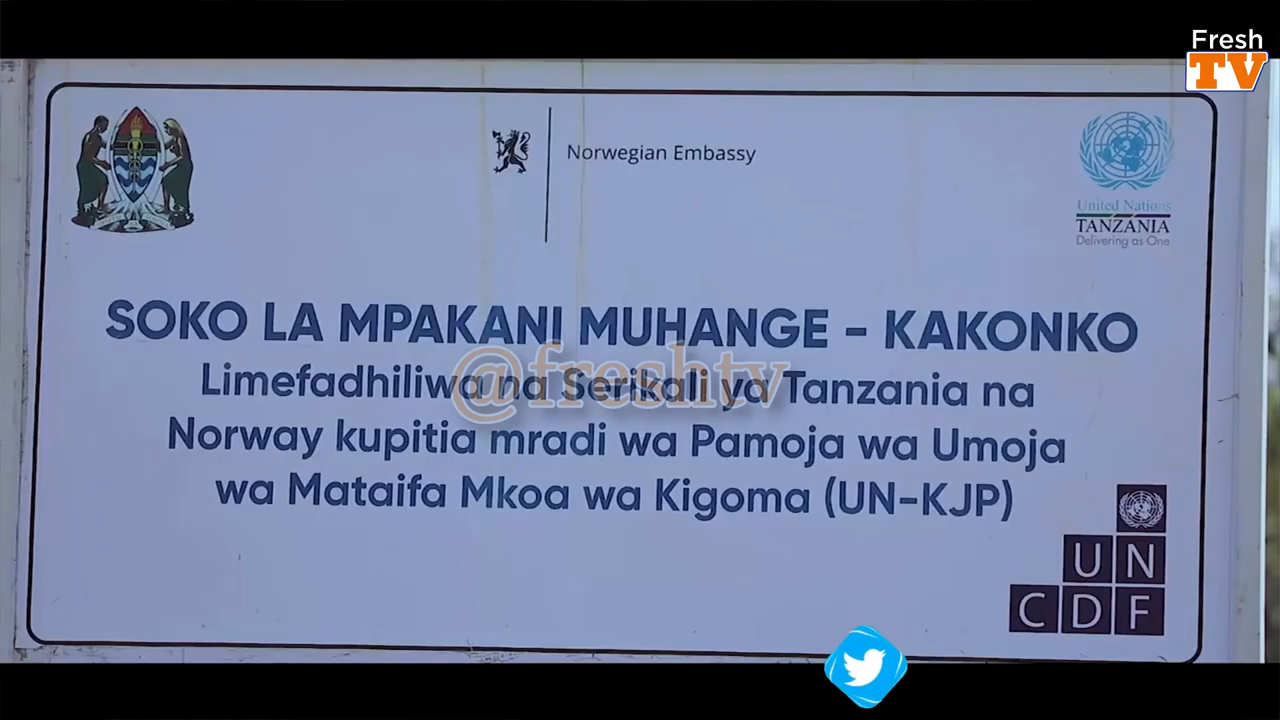 Fresh
TV
Norwegian Embassy
United Nations
TANZANIA
Delivering as One
SOKO LA MPAKANI MUHANGE - KAKONKO
Limefadhiliwa na Serikali ya Tanzania na
@freshtv
Norway kupitia mradi wa Pamoja wa Umoja
wa Mataifa Mkoa wa Kigoma (UN-KJP)
UN
CDF